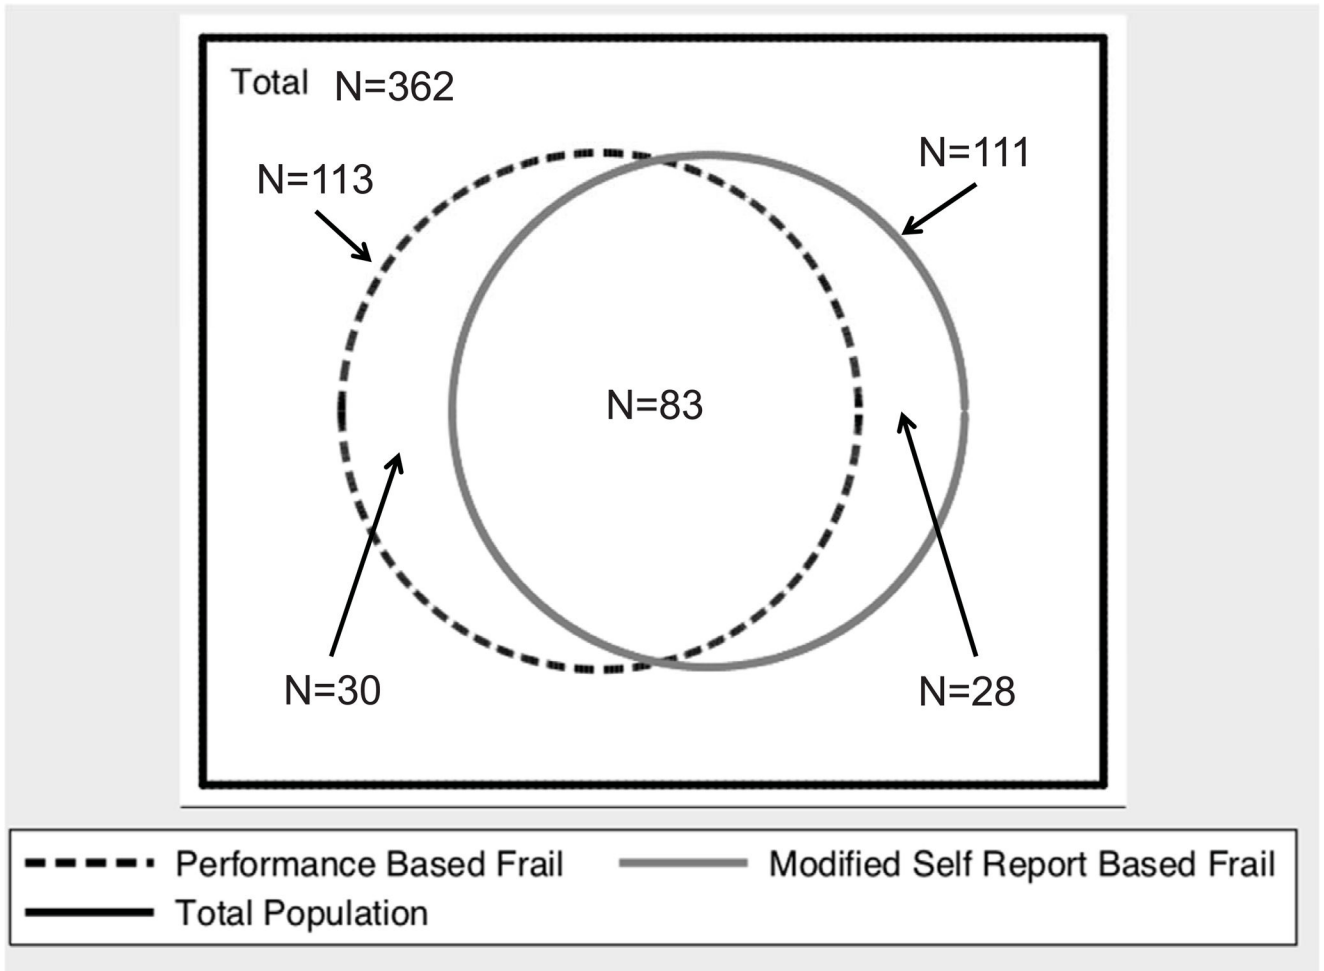 Total N=362
N=111
N=113
N=83
N=30
N=28
Performance Based Frail
Modified Self Report Based Frail
Total Population